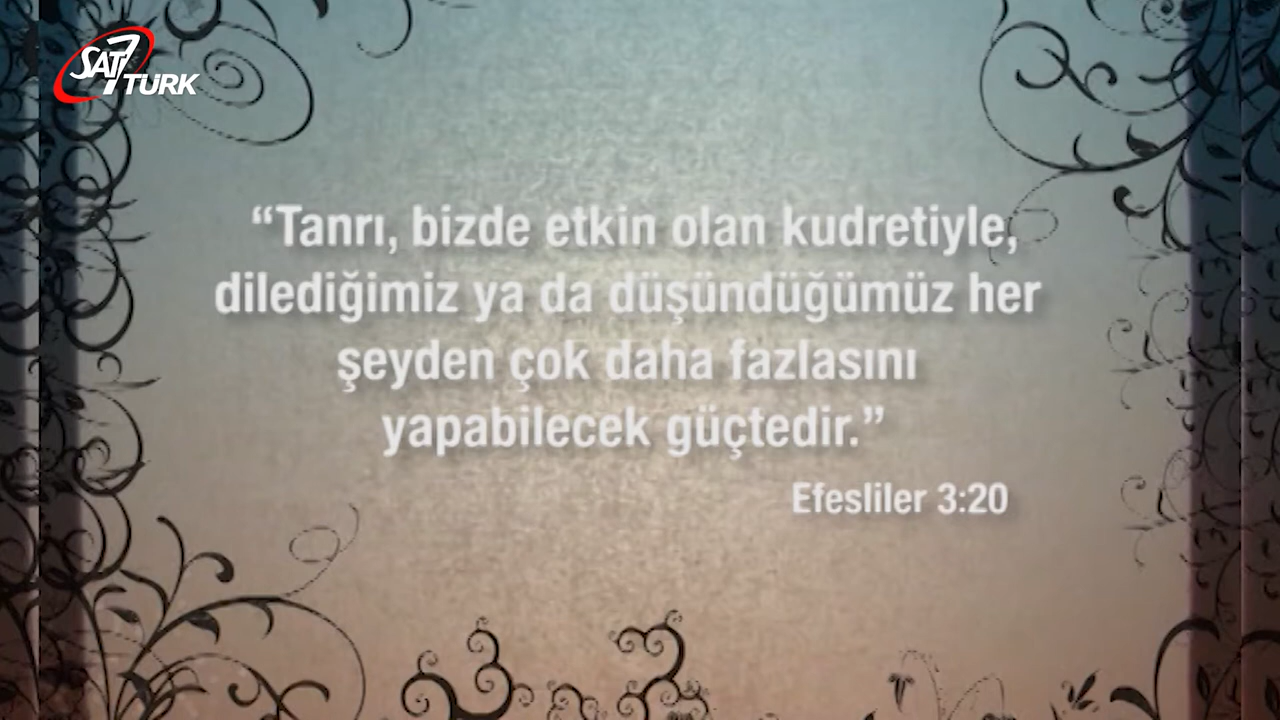 SAT7
TÜRK
“Tanrı, bizde etkin olan kudretiyle,
dilediğimiz ya da düşündüğümüz her
şeyden çok daha fazlasını
yapabilecek güçtedir.”
Efesliler 3:20